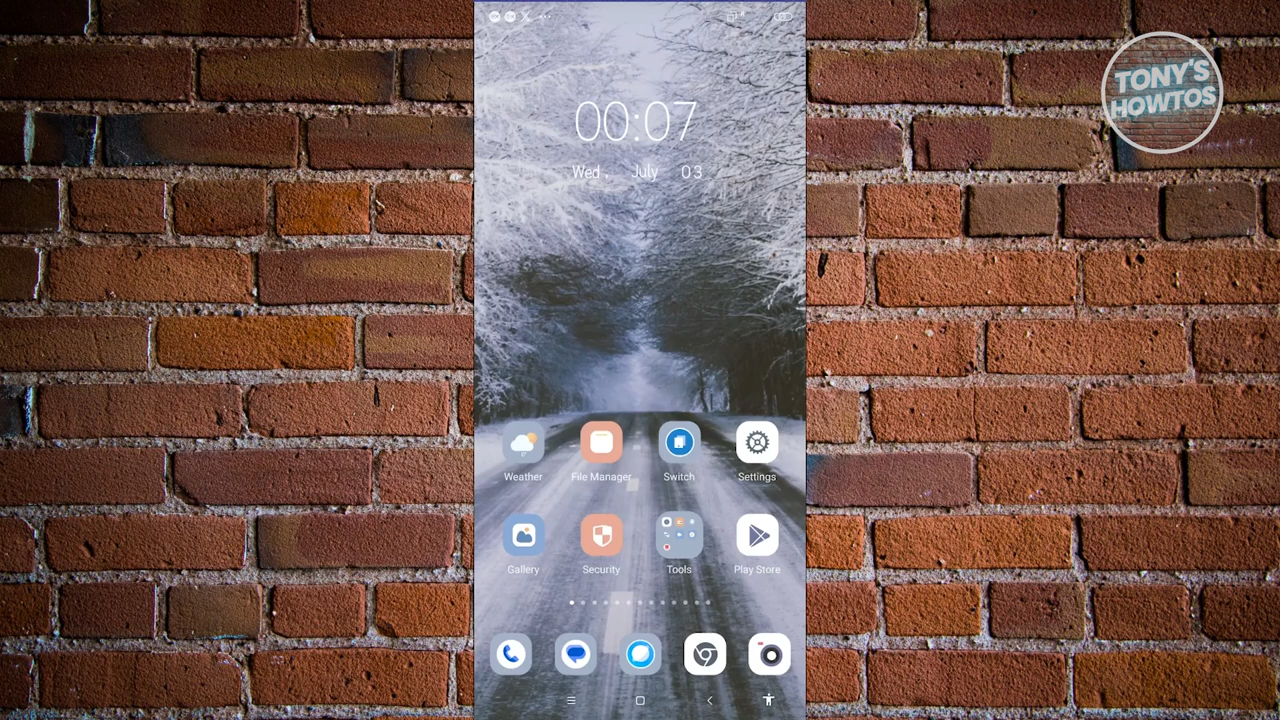 TONY'S
HOWTOS
00:07
Wed , July 03
Weather File Manager Switch Settings
Gallery Security Tools Play Store